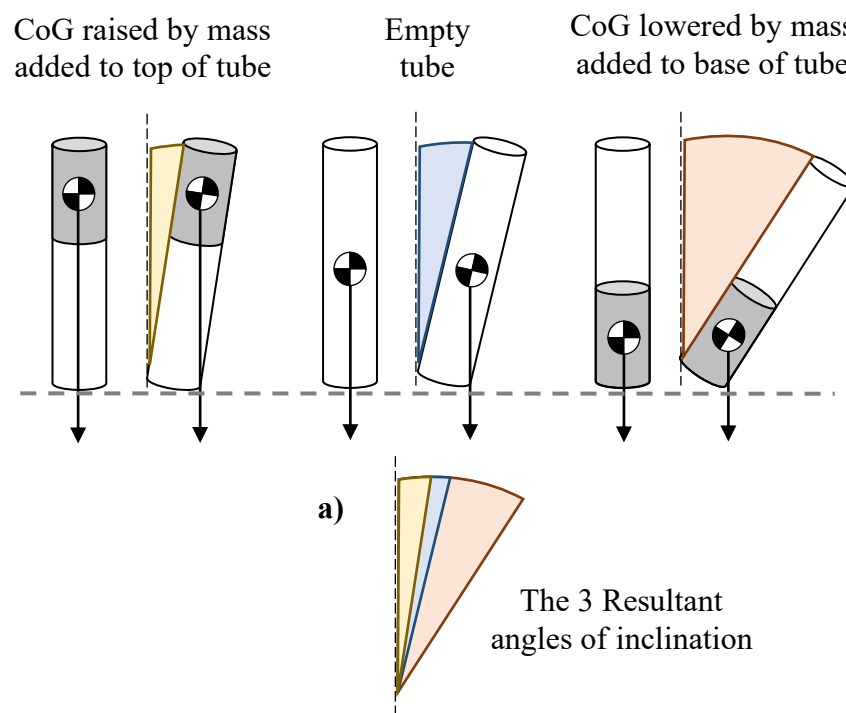 CoG raised by mass
added to top of tube
Empty
tube
CoG lowered by mass
added to base of tube
a)
The 3 Resultant
angles of inclination